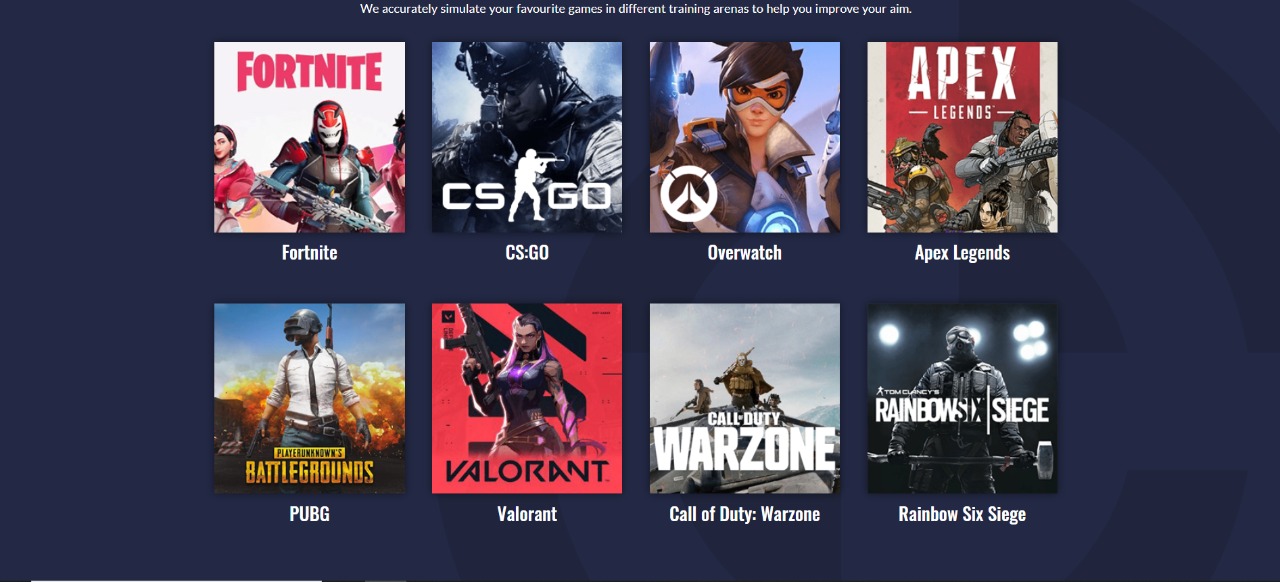 We accurately simulate your favourite games in different training arenas to help you improve your aim.
FORTNITE
CS GO
APEX
LEGENDS
Fortnite
CS:GO
Overwatch
Apex Legends
PLAYERUNKNOWN'S
BATTLEGROUNDS
VALORANT
CALL OF DUTY
WARZONE
TOM CLANCY'S
RAINBOW SIX SIEGE
PUBG
Valorant
Call of Duty: Warzone
Rainbow Six Siege